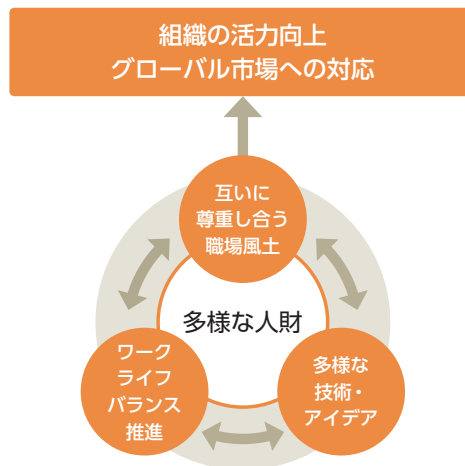 組織の活力向上
グローバル市場への対応
互いに
尊重し合う
職場風土
多様な人財
ワーク
ライフ
バランス
推進
多様な
技術・
アイデア